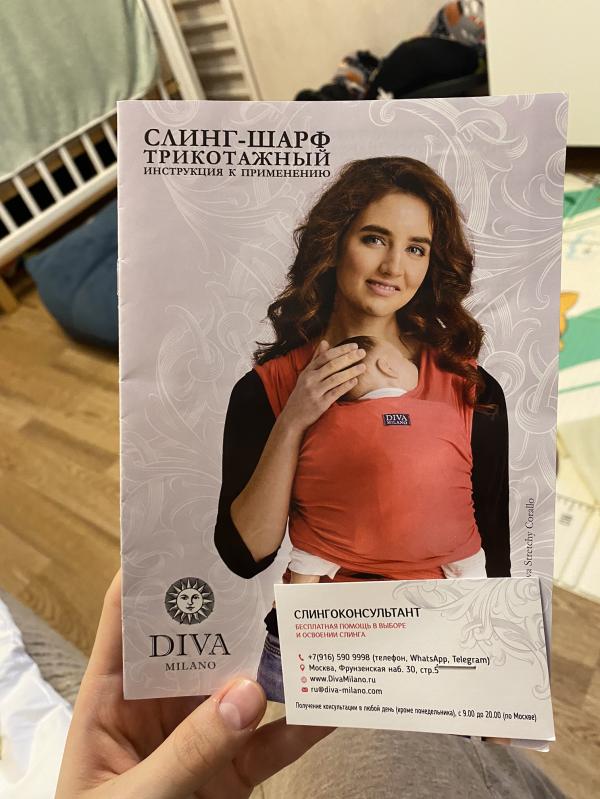 СЛИНГ-ШАРФ
ТРИКОТАЖНЫЙ
ИНСТРУКЦИЯ К ПРИМЕНЕНИЮ
DIVA
MILANO
Stretchy Corallo
DIVA
MILANO
СЛИНГОКОНСУЛЬТАНТ
БЕСПЛАТНАЯ ПОМОЩЬ В ВЫБОРЕ
И ОСВОЕНИИ СЛИНГА
+7(916) 590 9998 (телефон, WhatsApp, Telegram)
Москва, Фрунзенская наб. 30, стр.5
www.DivaMilano.ru
ru@diva-milano.com
Получение консультации в любой день (кроме понедельника), с 9.00 до 20.00 (по Москве)